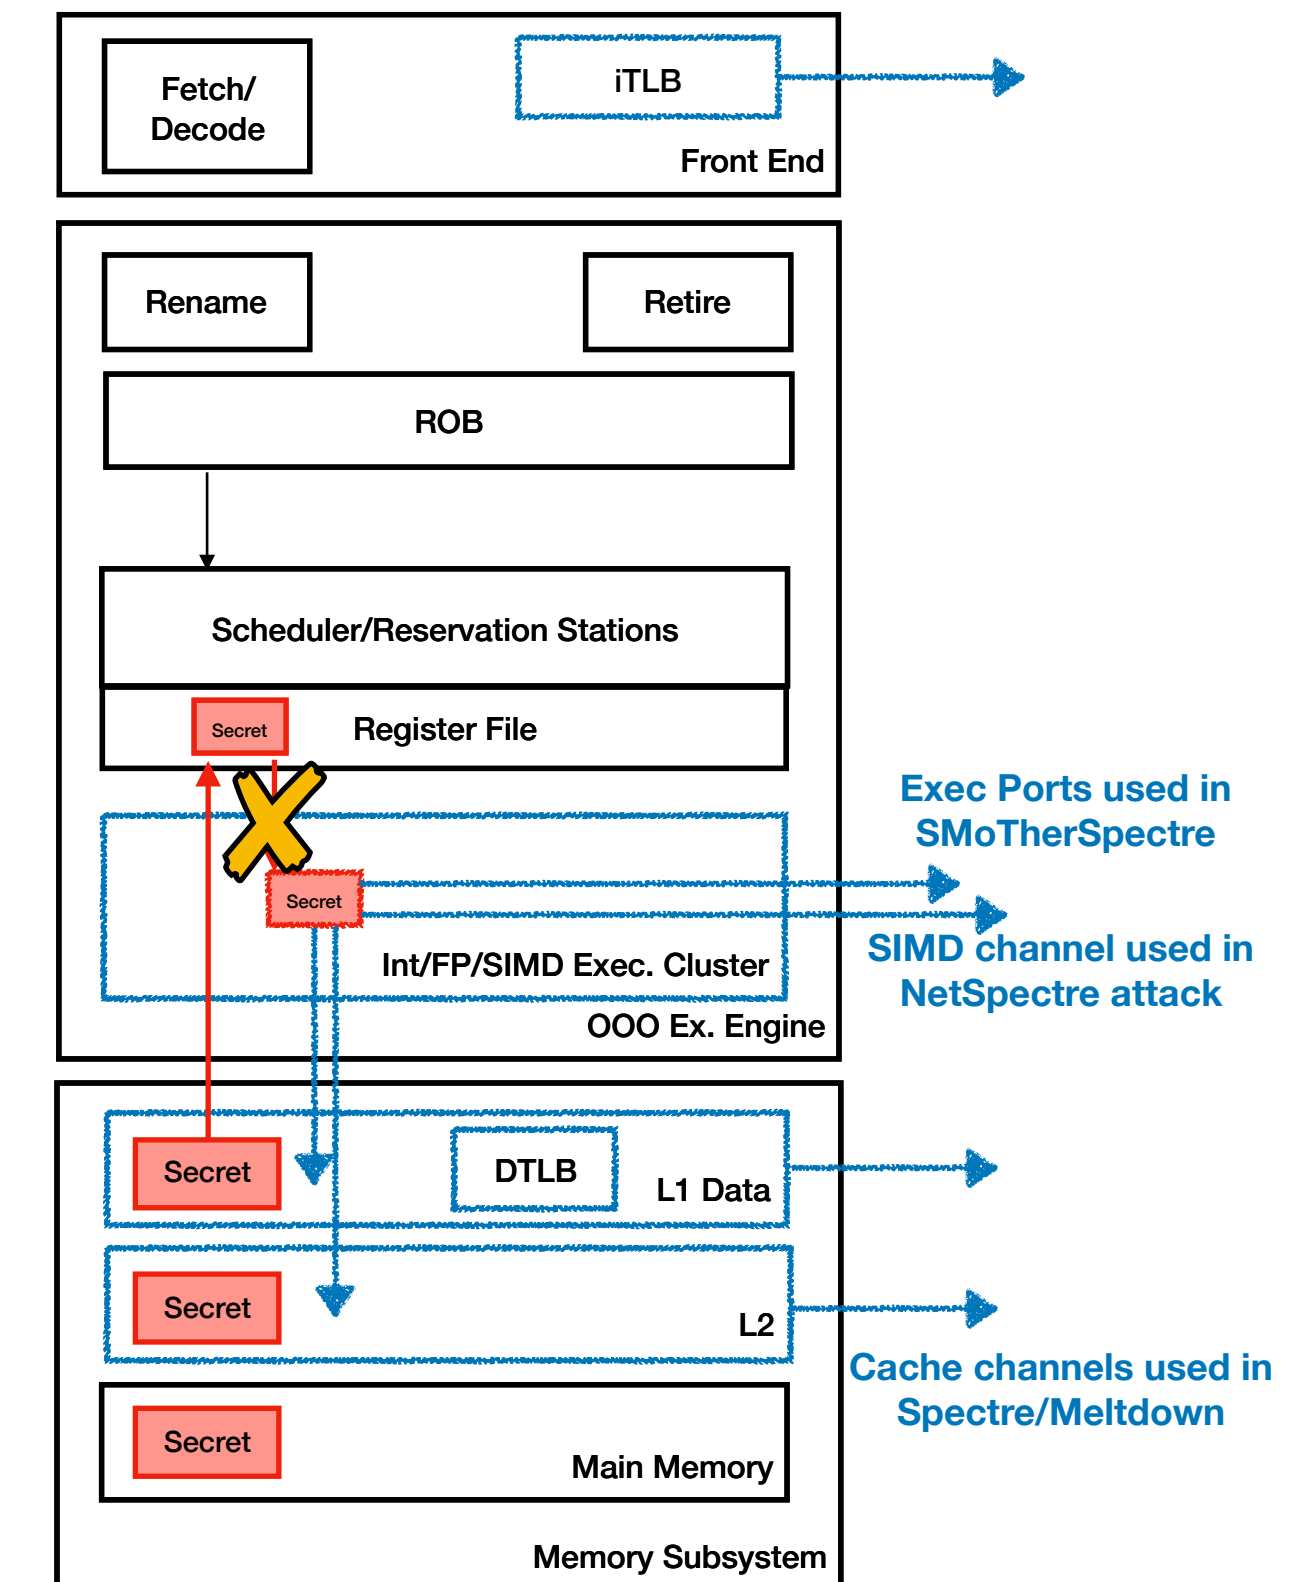 Fetch/
Decode
iTLB
Front End
Rename
Retire
ROB
Scheduler/Reservation Stations
Secret
Register File
Exec Ports used in
SMoTherSpectre
Secret
SIMD channel used in
NetSpectre attack
Int/FP/SIMD Exec. Cluster
OOO Ex. Engine
Secret
DTLB
L1 Data
Secret
L2
Cache channels used in
Spectre/Meltdown
Secret
Main Memory
Memory Subsystem